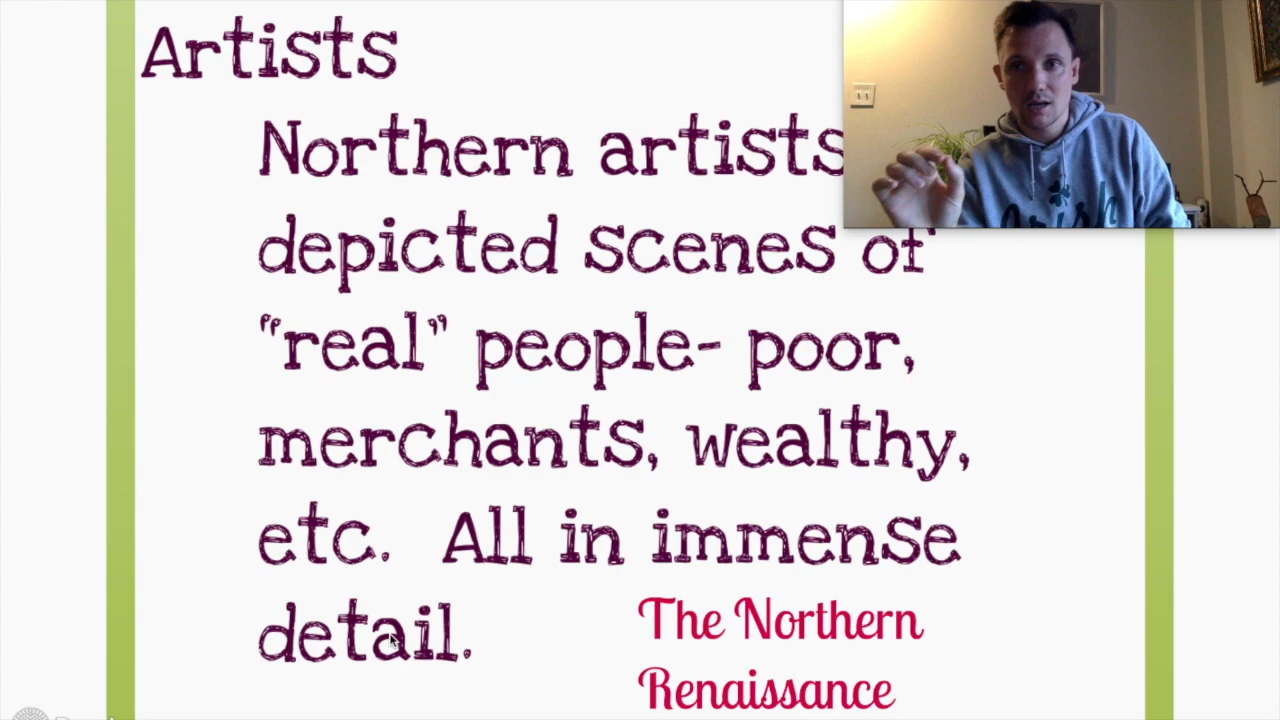 Artists
Northern artists
depicted scenes of
"real" people- poor,
merchants, wealthy,
etc. All in immense
detail.
The Northern
Renaissance